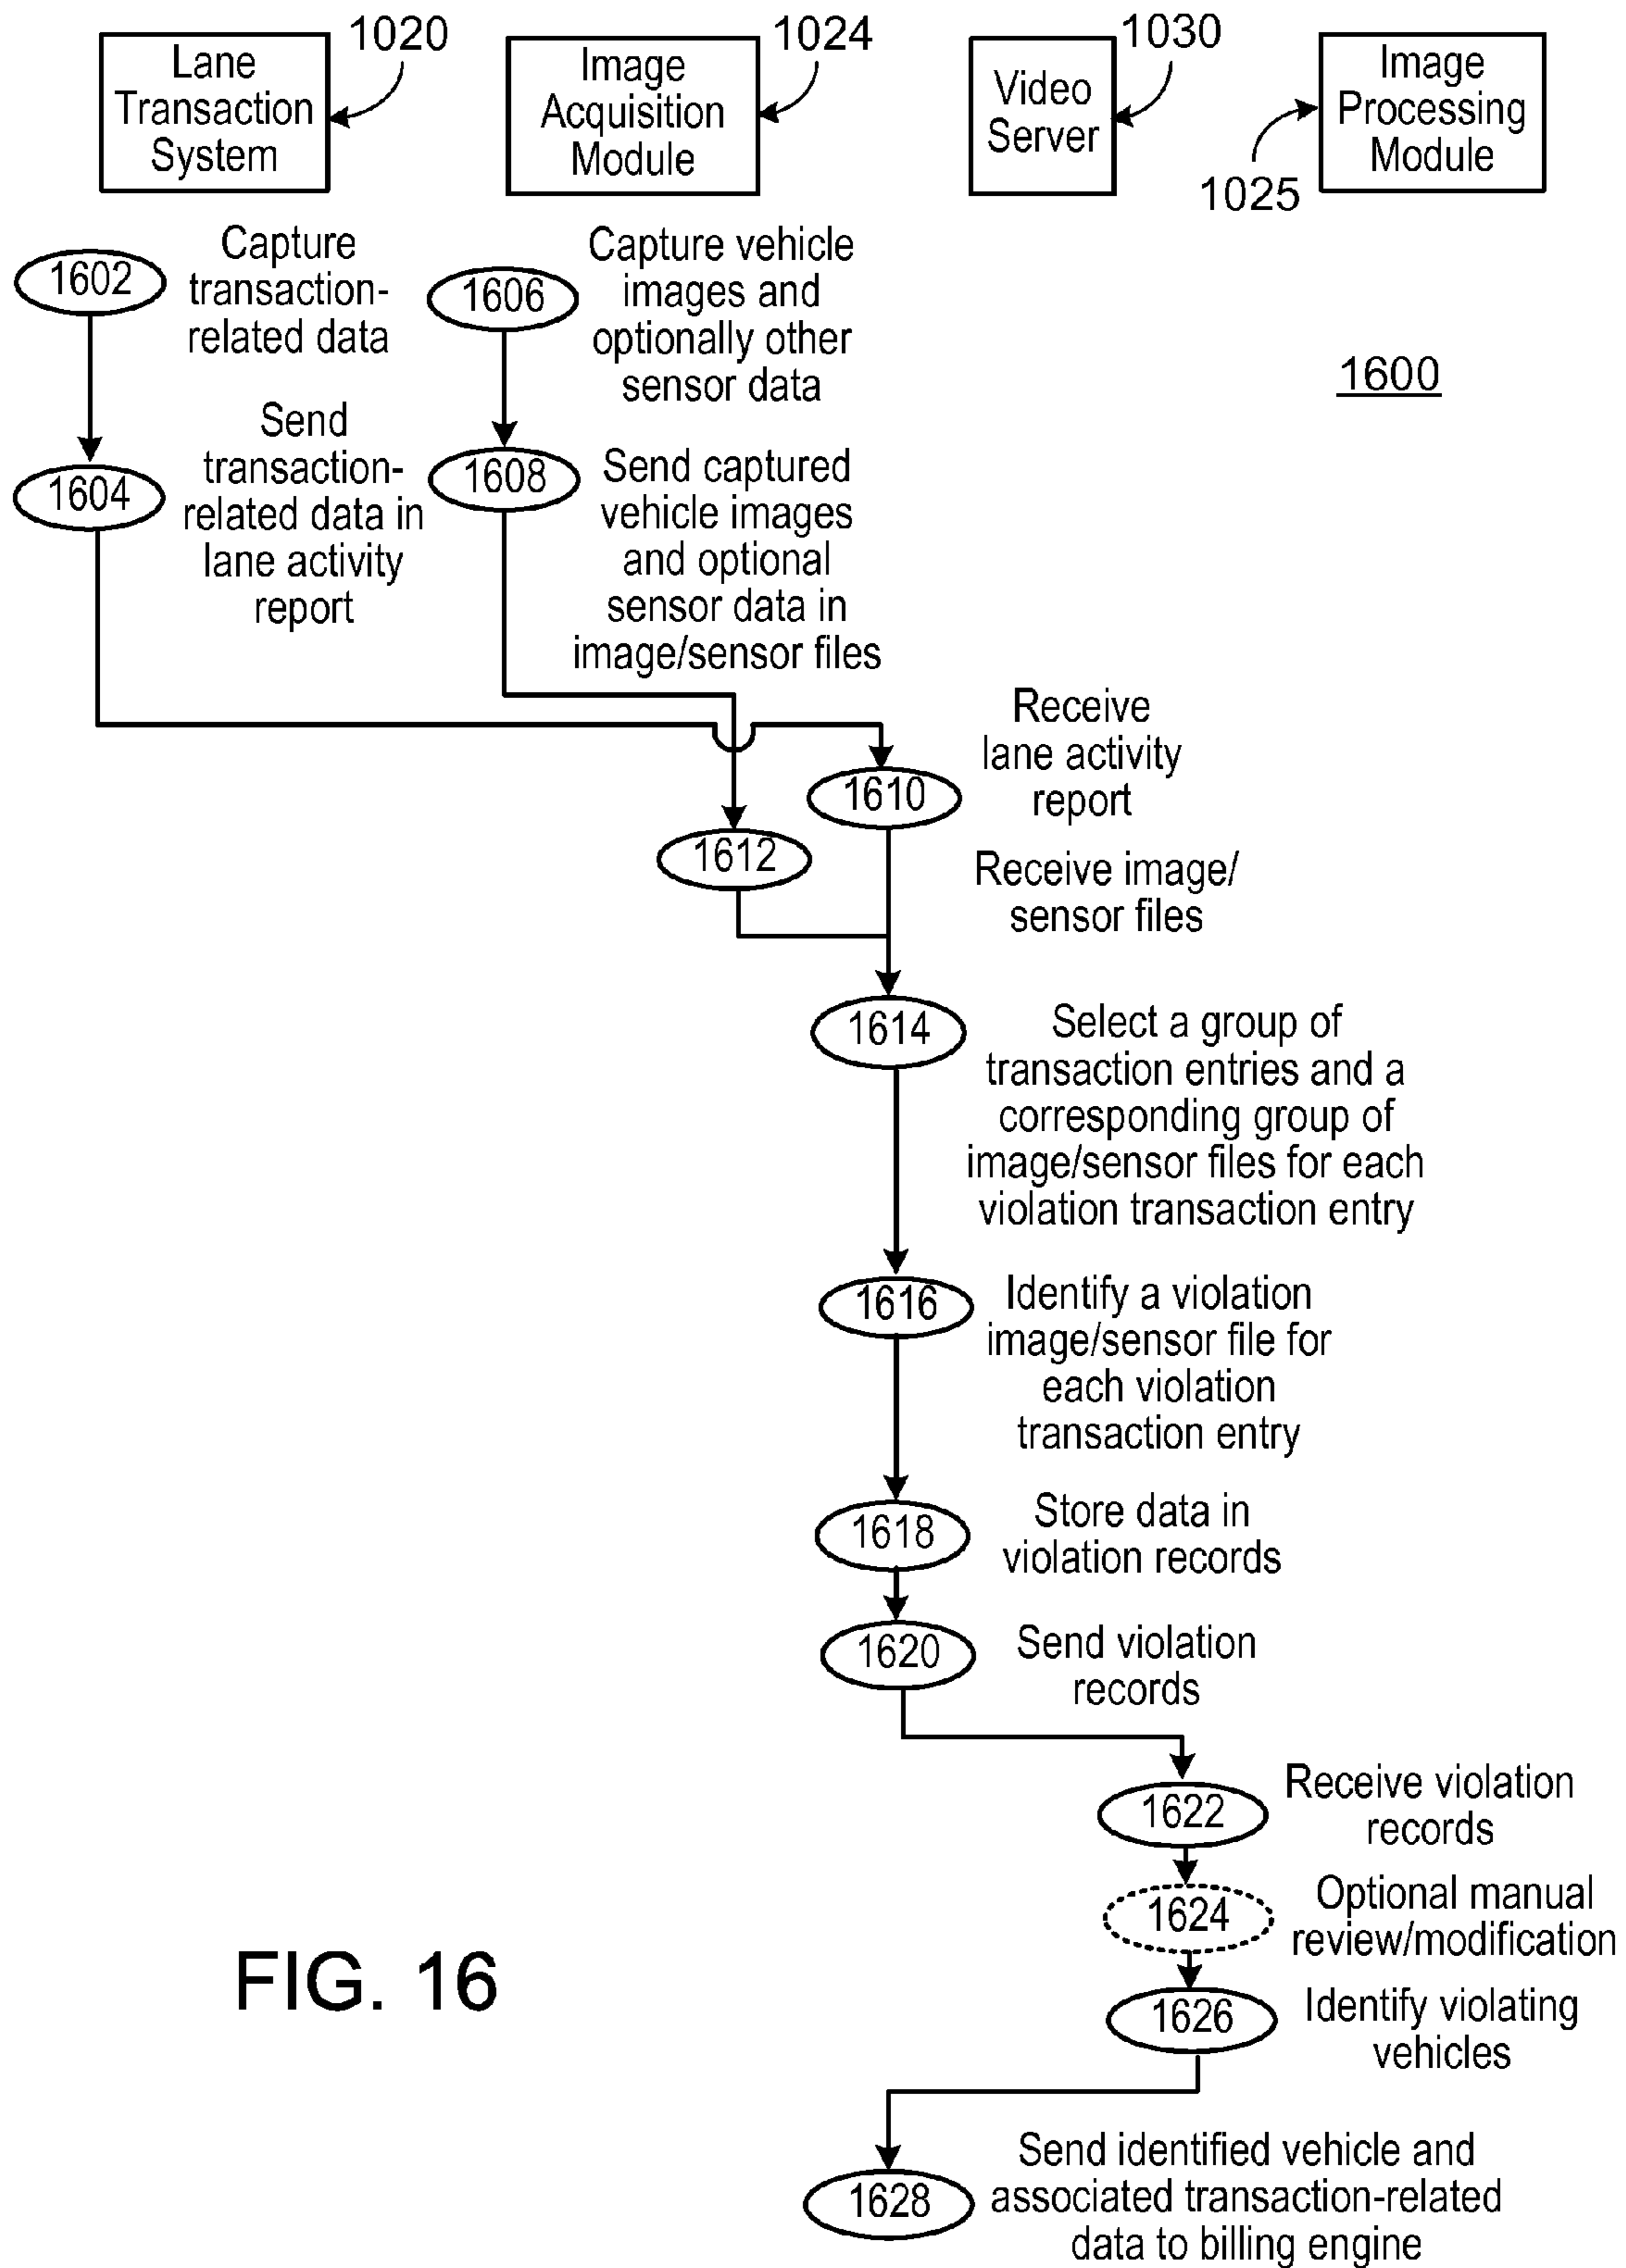 1020
Lane
Transaction
System
1024
Image
Acquisition
Module
1030
Video
Server
1025
Image
Processing
Module
1602
Capture
transaction-
related data
1606
Capture vehicle
images and
optionally other
sensor data
1600
1604
Send
transaction-
related data in
lane activity
report
1608
Send captured
vehicle images
and optional
sensor data in
image/sensor files
1610
Receive
lane activity
report
1612
Receive image/
sensor files
1614
Select a group of
transaction entries and a
corresponding group of
image/sensor files for each
violation transaction entry
1616
Identify a violation
image/sensor file for
each violation
transaction entry
1618
Store data in
violation records
1620
Send violation
records
1622
Receive violation
records
1624
Optional manual
review/modification
1626
Identify violating
vehicles
1628
Send identified vehicle and
associated transaction-related
data to billing engine
FIG. 16